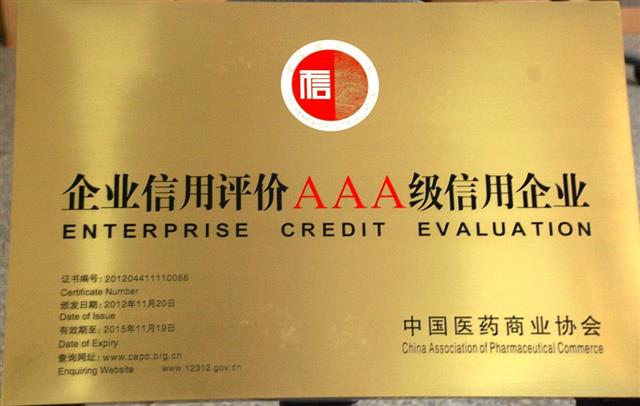 信
企业信用评价AAA级信用企业
ENTERPRISE CREDIT EVALUATION
证书编号:201204411110066
Certificate Number
颁发日期:2012年11月20日
Date of Issue
有效期至:2015年11月19日
Date of Expiry
查询网址:www.capc.org.cn
Enquiring Website www.12312.gov.cn
中国医药商业协会
China Association of Pharmaceutical Commerce